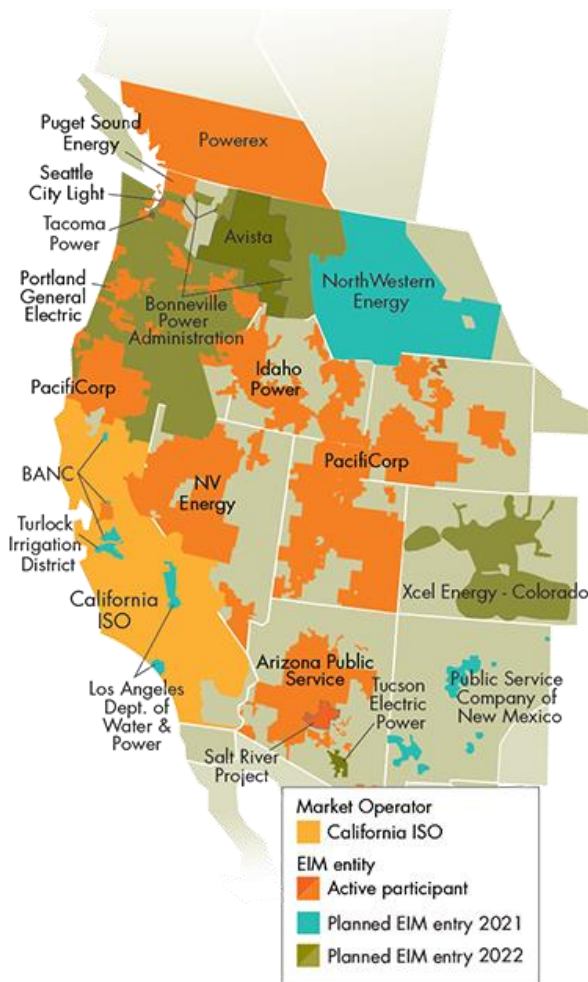 Powerex
Puget Sound
Energy
Seattle
City Light
Tacoma
Power
Avista
NorthWestern
Energy
Portland
General
Electric
Bonneville
Power
Administration
PacifiCorp
Idaho
Power
BANC
NV
Energy
PacifiCorp
Turlock
Irrigation
District
California
ISO
Xcel Energy - Colorado
Los Angeles
Dept. of
Water &
Power
Arizona Public
Service
Salt River
Project
Tucson
Electric
Power
Public Service
Company of
New Mexico
Market Operator
California ISO
EIM entity
Active participant
Planned EIM entry 2021
Planned EIM entry 2022